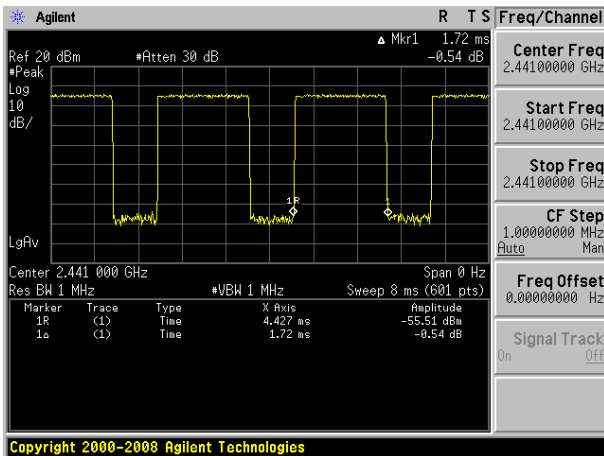 Agilent R T S Freq/Channel
Δ Mkr1 1.72 ms
Ref 20 dBm #Atten 30 dB -0.54 dB
#Peak
Log
10
dB/
1R
1
LgAv
Center 2.441 000 GHz Span 0 Hz
Res BW 1 MHz #VBW 1 MHz Sweep 8 ms (601 pts)
Marker Trace Type X Axis Amplitude
1R (1) Time 4.427 ms -55.51 dBm
1Δ (1) Time 1.72 ms -0.54 dB
Center Freq
2.44100000 GHz
Start Freq
2.44100000 GHz
Stop Freq
2.44100000 GHz
CF Step
1.00000000 MHz
Auto Man
Freq Offset
0.00000000 Hz
Signal Track
On Off
Copyright 2000-2008 Agilent Technologies